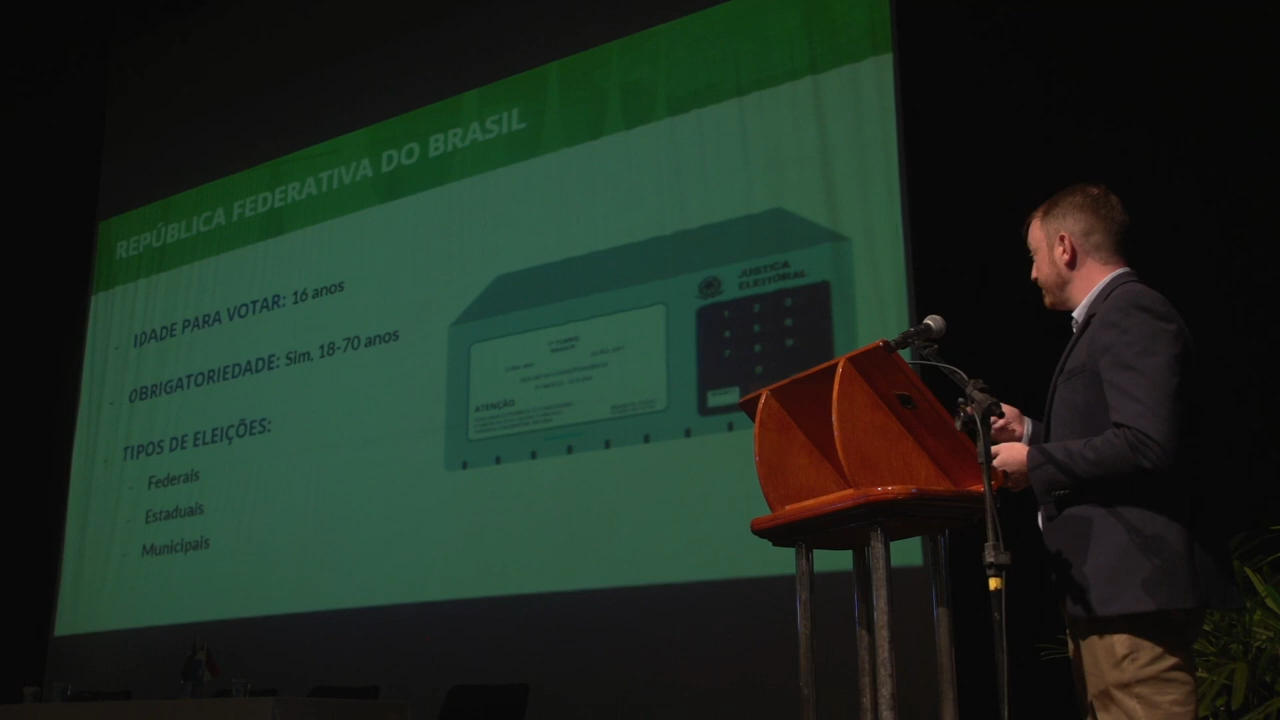 REPÚBLICA FEDERATIVA DO BRASIL
IDADE PARA VOTAR: 16 anos
OBRIGATORIEDADE: Sim, 18-70 anos
TIPOS DE ELEIÇÕES:
- Federais
- Estaduais
- Municipais
JUSTIÇA
ELEITORAL
ATENÇÃO